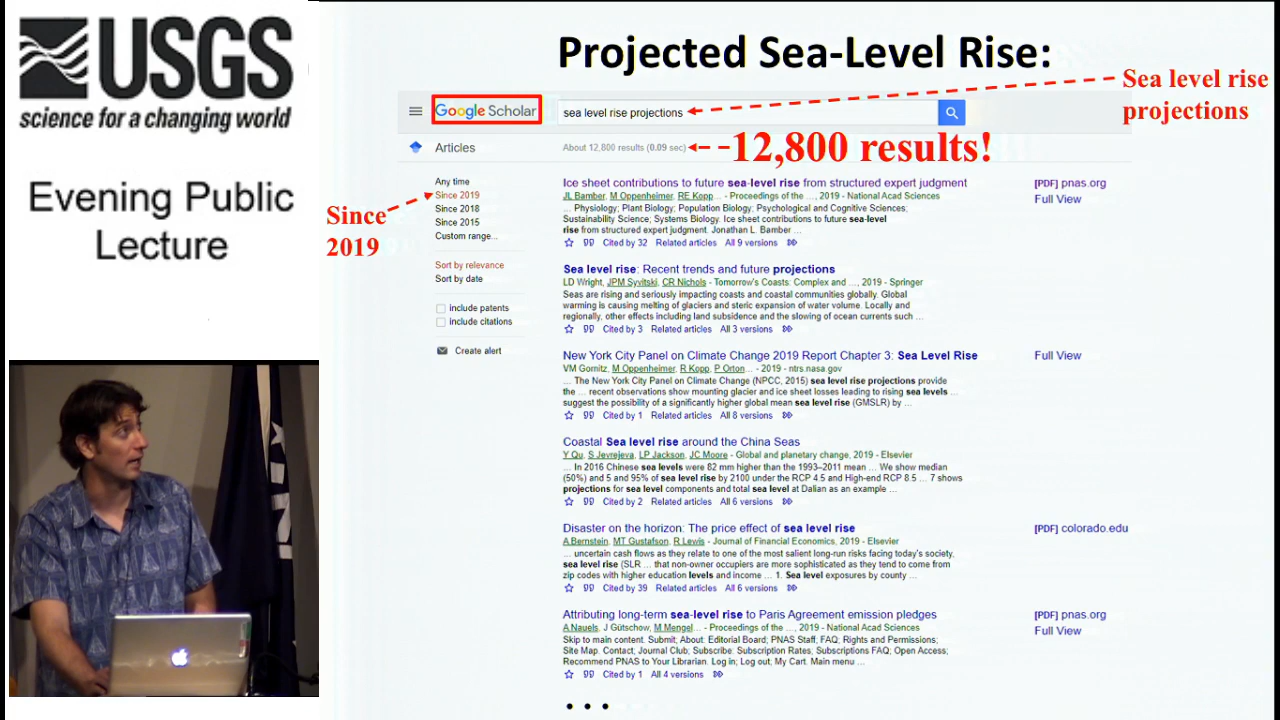 USGS
science for a changing world
Evening Public
Lecture
Projected Sea-Level Rise:
Sea level rise
projections
Google Scholar
sea level rise projections
Articles
About 12,800 results (0.09 sec)
12,800 results!
Since
2019
Any time
Since 2019
Since 2018
Since 2015
Custom range...
Sort by relevance
Sort by date
include patents
include citations
Create alert
Ice sheet contributions to future sea-level rise from structured expert judgment
JL Bamber, M Oppenheimer, RE Kopp... - Proceedings of the ..., 2019 - National Acad Sciences
... Physiology; Plant Biology; Population Biology; Psychological and Cognitive Sciences;
Sustainability Science; Systems Biology. Ice sheet contributions to future sea-level
rise from structured expert judgment. Jonathan L. Bamber ...
Cited by 32 Related articles All 9 versions
[PDF] pnas.org
Full View
Sea level rise: Recent trends and future projections
LD Wright, JPM Syvitski, CR Nichols - Tomorrow's Coasts: Complex and ..., 2019 - Springer
Seas are rising and seriously impacting coasts and coastal communities globally. Global
warming is causing melting of glaciers and steric expansion of water volume. Locally and
regionally, other effects including land subsidence and the slowing of ocean currents such ...
Cited by 3 Related articles All 3 versions
New York City Panel on Climate Change 2019 Report Chapter 3: Sea Level Rise
VM Gornitz, M Oppenheimer, R Kopp, P Orton... - 2019 - ntrs.nasa.gov
... The New York City Panel on Climate Change (NPCC, 2015) sea level rise projections provide
the ... recent observations show mounting glacier and ice sheet losses leading to rising sea levels ...
suggest the possibility of a significantly higher global mean sea level rise (GMSLR) by ...
Cited by 1 Related articles All 8 versions
Full View
Coastal Sea level rise around the China Seas
Y Qu, S Jevrejeva, LP Jackson, JC Moore - Global and planetary change, 2019 - Elsevier
... In 2016 Chinese sea levels were 82 mm higher than the 1993–2011 mean ... We show median
(50%) and 5 and 95% of sea level rise by 2100 under the RCP 4.5 and High-end RCP 8.5 ... 7 shows
projections for sea level components and total sea level at Dalian as an example ...
Cited by 2 Related articles All 6 versions
Disaster on the horizon: The price effect of sea level rise
A Bernstein, MT Gustafson, R Lewis - Journal of Financial Economics, 2019 - Elsevier
... uncertain cash flows as they relate to one of the most salient long-run risks facing today's society,
sea level rise (SLR ... that non-owner occupiers are more sophisticated as they tend to come from
zip codes with higher education levels and income ... 1. Sea level exposures by county ...
Cited by 39 Related articles All 6 versions
[PDF] colorado.edu
Attributing long-term sea-level rise to Paris Agreement emission pledges
A Nauels, J Gütschow, M Mengel... - Proceedings of the ..., 2019 - National Acad Sciences
Skip to main content. Submit; About: Editorial Board; PNAS Staff; FAQ; Rights and Permissions;
Site Map. Contact; Journal Club; Subscribe: Subscription Rates; Subscriptions FAQ; Open Access;
Recommend PNAS to Your Librarian. Log in; Log out; My Cart. Main menu ...
Cited by 1 All 4 versions
[PDF] pnas.org
Full View
• • •